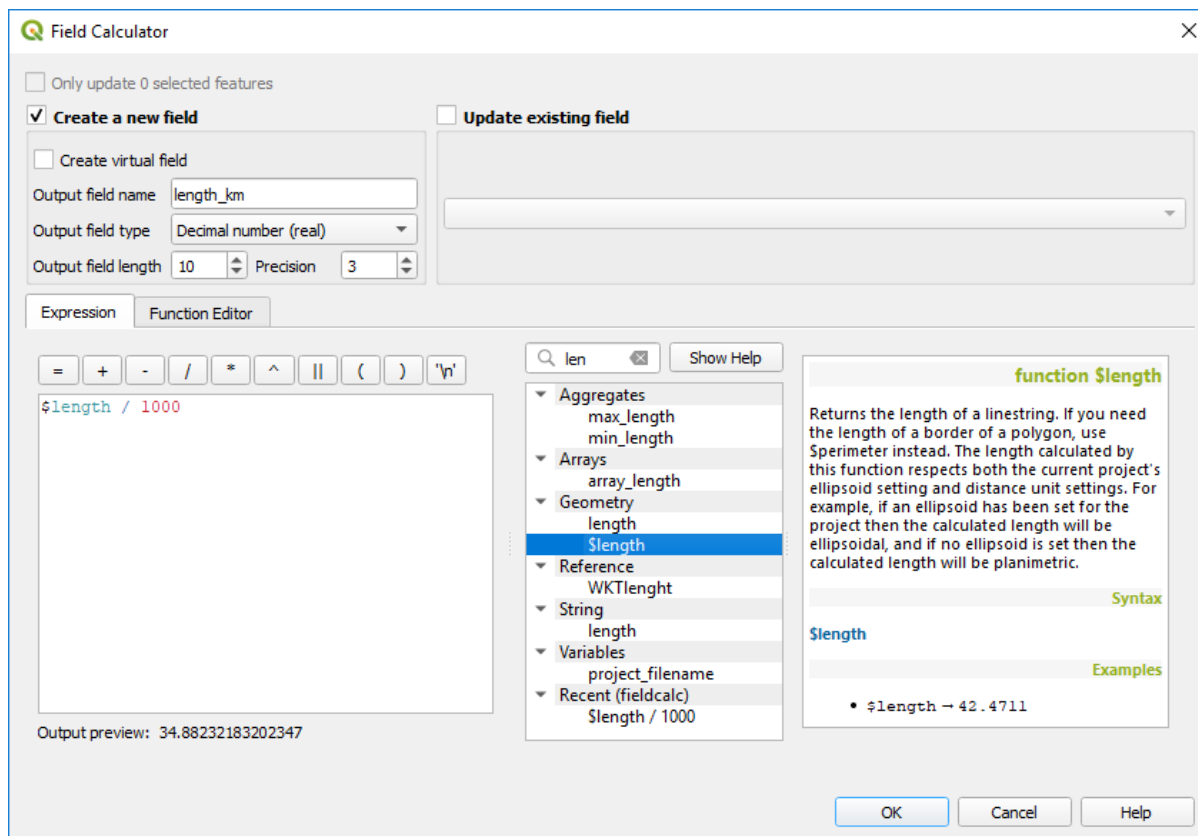 Field Calculator
Only update 0 selected features
Create a new field
Update existing field
Create virtual field
Output field name length_km
Output field type Decimal number (real)
Output field length 10 Precision 3
Expression Function Editor
= + - / * ^ || ( ) '\n'
$length / 1000
Output preview: 34.88232183202347
len Show Help
Aggregates
max_length
min_length
Arrays
array_length
Geometry
length
$length
Reference
WKTlenght
String
length
Variables
project_filename
Recent (fieldcalc)
$length / 1000
function $length
Returns the length of a linestring. If you need
the length of a border of a polygon, use
$perimeter instead. The length calculated by
this function respects both the current project's
ellipsoid setting and distance unit settings. For
example, if an ellipsoid has been set for the
project then the calculated length will be
ellipsoidal, and if no ellipsoid is set then the
calculated length will be planimetric.
Syntax
$length
Examples
• $length → 42.4711
OK Cancel Help